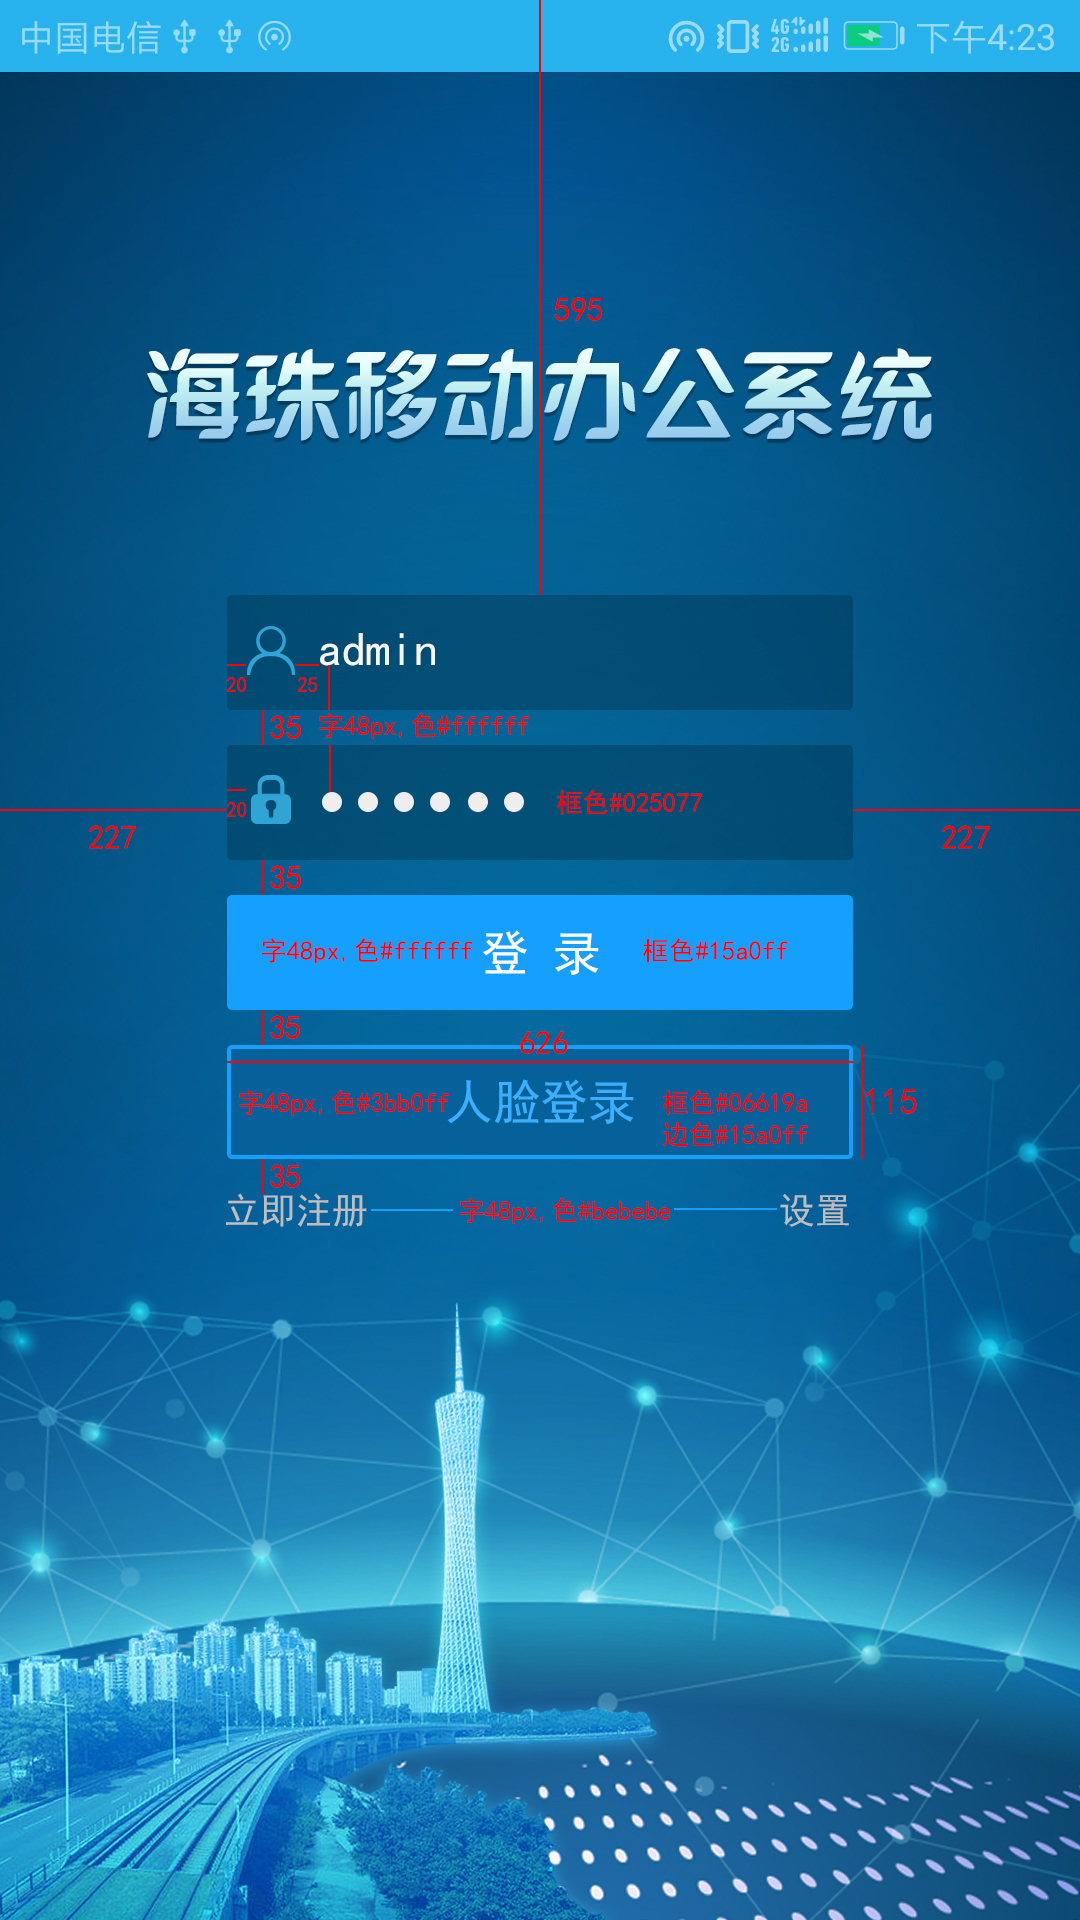 中国电信 4G 2G 下午4:23
595
海珠移动办公系统
admin
20 25
35 字48px,色#ffffff
20 框色#025077
227 227
35
字48px,色#ffffff 登 录 框色#15a0ff
35
626
字48px,色#3bb0ff 人脸登录 框色#06619a 115
边色#15a0ff
35
立即注册 字48px,色#bebebe 设置